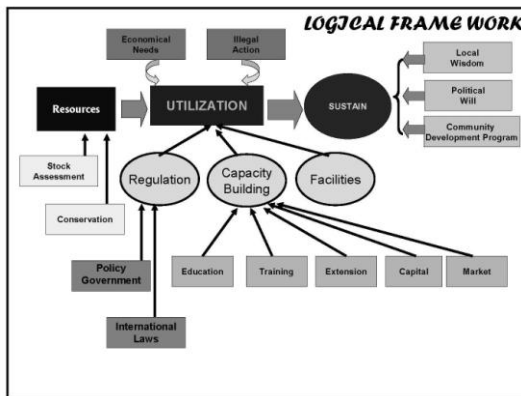 LOGICAL FRAME WORK
Economical
Needs
Illegal
Action
Local
Wisdom
Resources
UTILIZATION
SUSTAIN
Political
Will
Community
Development Program
Stock
Assessment
Regulation
Capacity
Building
Facilities
Conservation
Policy
Government
Education
Training
Extension
Capital
Market
International
Laws